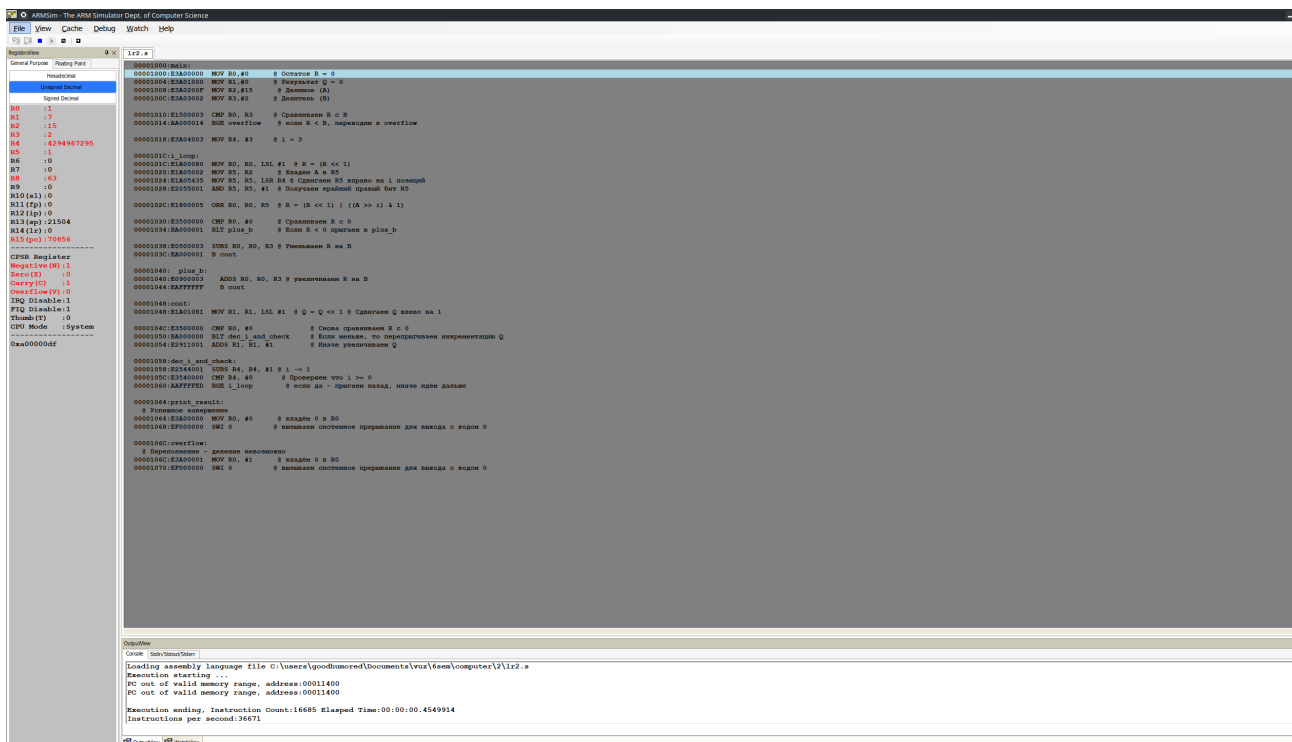 ARMSim - The ARM Simulator Dept. of Computer Science
File View Cache Debug Watch Help
RegistersView
General Purpose Floating Point
Hexadecimal
Unsigned Decimal
Signed Decimal
R0 :1
R1 :7
R2 :15
R3 :2
R4 :4294967295
R5 :1
R6 :0
R7 :0
R8 :63
R9 :0
R10(sl):0
R11(fp):0
R12(ip):0
R13(sp):21504
R14(lr):0
R15(pc):70656
------------------
CPSR Register
Negative(N):1
Zero(Z) :0
Carry(C) :1
Overflow(V):0
IRQ Disable:1
FIQ Disable:1
Thumb(T) :0
CPU Mode :System
------------------
0xa00000df
lr2.s
00001000:main:
00001000:E3A00000 MOV R0,#0 @ Остаток R = 0
00001004:E3A01000 MOV R1,#0 @ Результат Q = 0
00001008:E3A0200F MOV R2,#15 @ Делимое (A)
0000100C:E3A03002 MOV R3,#2 @ Делитель (B)
00001010:E1500003 CMP R0, R3 @ Сравниваем R с B
00001014:AA000014 BGE overflow @ если R < B, переходим в overflow
00001018:E3A04003 MOV R4, #3 @ i = 3
0000101C:i_loop:
0000101C:E1A00080 MOV R0, R0, LSL #1 @ R = (R << 1)
00001020:E1A05002 MOV R5, R2 @ Кладём A в R5
00001024:E1A05435 MOV R5, R5, LSR R4 @ Сдвигаем R5 вправо на i позиций
00001028:E2055001 AND R5, R5, #1 @ Получаем крайний правый бит R5
0000102C:E1800005 ORR R0, R0, R5 @ R = (R << 1) | ((A >> i) & 1)
00001030:E3500000 CMP R0, #0 @ Сравниваем R с 0
00001034:BA000001 BLT plus_b @ Если R < 0 прыгаем в plus_b
00001038:E0500003 SUBS R0, R0, R3 @ Уменьшаем R на B
0000103C:EA000001 B cont
00001040: plus_b:
00001040:E0900003 ADDS R0, R0, R3 @ увеличиваем R на B
00001044:EAFFFFFF B cont
00001048:cont:
00001048:E1A01081 MOV R1, R1, LSL #1 @ Q = Q << 1 @ Сдвигаем Q влево на 1
0000104C:E3500000 CMP R0, #0 @ Снова сравниваем R с 0
00001050:BA000000 BLT dec_i_and_check @ Если меньше, то перепрыгиваем инкрементацию Q
00001054:E2911001 ADDS R1, R1, #1 @ Иначе увеличиваем Q
00001058:dec_i_and_check:
00001058:E2544001 SUBS R4, R4, #1 @ i -= 1
0000105C:E3540000 CMP R4, #0 @ Проверяем что i >= 0
00001060:AAFFFFED BGE i_loop @ если да - прыгаем назад, иначе идём дальше
00001064:print_result:
@ Успешное завершение
00001064:E3A00000 MOV R0, #0 @ кладём 0 в R0
00001068:EF000000 SWI 0 @ вызываем системное прерывание для выхода с кодом 0
0000106C:overflow:
@ Переполнение - деление невозможно
0000106C:E3A00001 MOV R0, #1 @ кладём 0 в R0
00001070:EF000000 SWI 0 @ вызываем системное прерывание для выхода с кодом 0
OutputView
Console Stdin/Stdout/Stderr
Loading assembly language file C:\users\goodhumored\Documents\vuz\6sem\computer\2\lr2.s
Execution starting ...
PC out of valid memory range, address:00011400
PC out of valid memory range, address:00011400
Execution ending, Instruction Count:16685 Elapsed Time:00:00:00.4549914
Instructions per second:36671
OutputView WatchView